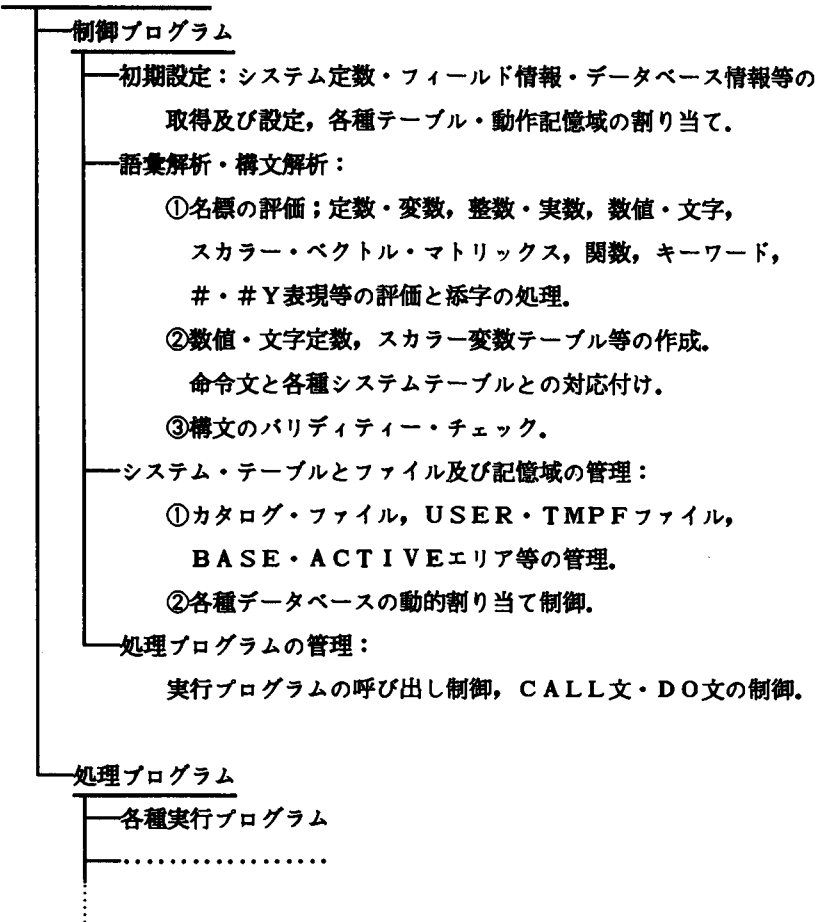 制御プログラム
初期設定：システム定数・フィールド情報・データベース情報等の
取得及び設定，各種テーブル・動作記憶域の割り当て．
語彙解析・構文解析：
①名標の評価；定数・変数，整数・実数，数値・文字，
スカラー・ベクトル・マトリックス，関数，キーワード，
＃・＃Y表現等の評価と添字の処理．
②数値・文字定数，スカラー変数テーブル等の作成．
命令文と各種システムテーブルとの対応付け．
③構文のバリディティー・チェック．
システム・テーブルとファイル及び記憶域の管理：
①カタログ・ファイル，ＵＳＥＲ・ＴＭＰＦファイル，
ＢＡＳＥ・ＡＣＴＩＶＥエリア等の管理．
②各種データベースの動的割り当て制御．
処理プログラムの管理：
実行プログラムの呼び出し制御，ＣＡＬＬ文・ＤＯ文の制御．
処理プログラム
各種実行プログラム
‥‥‥‥‥‥‥‥‥